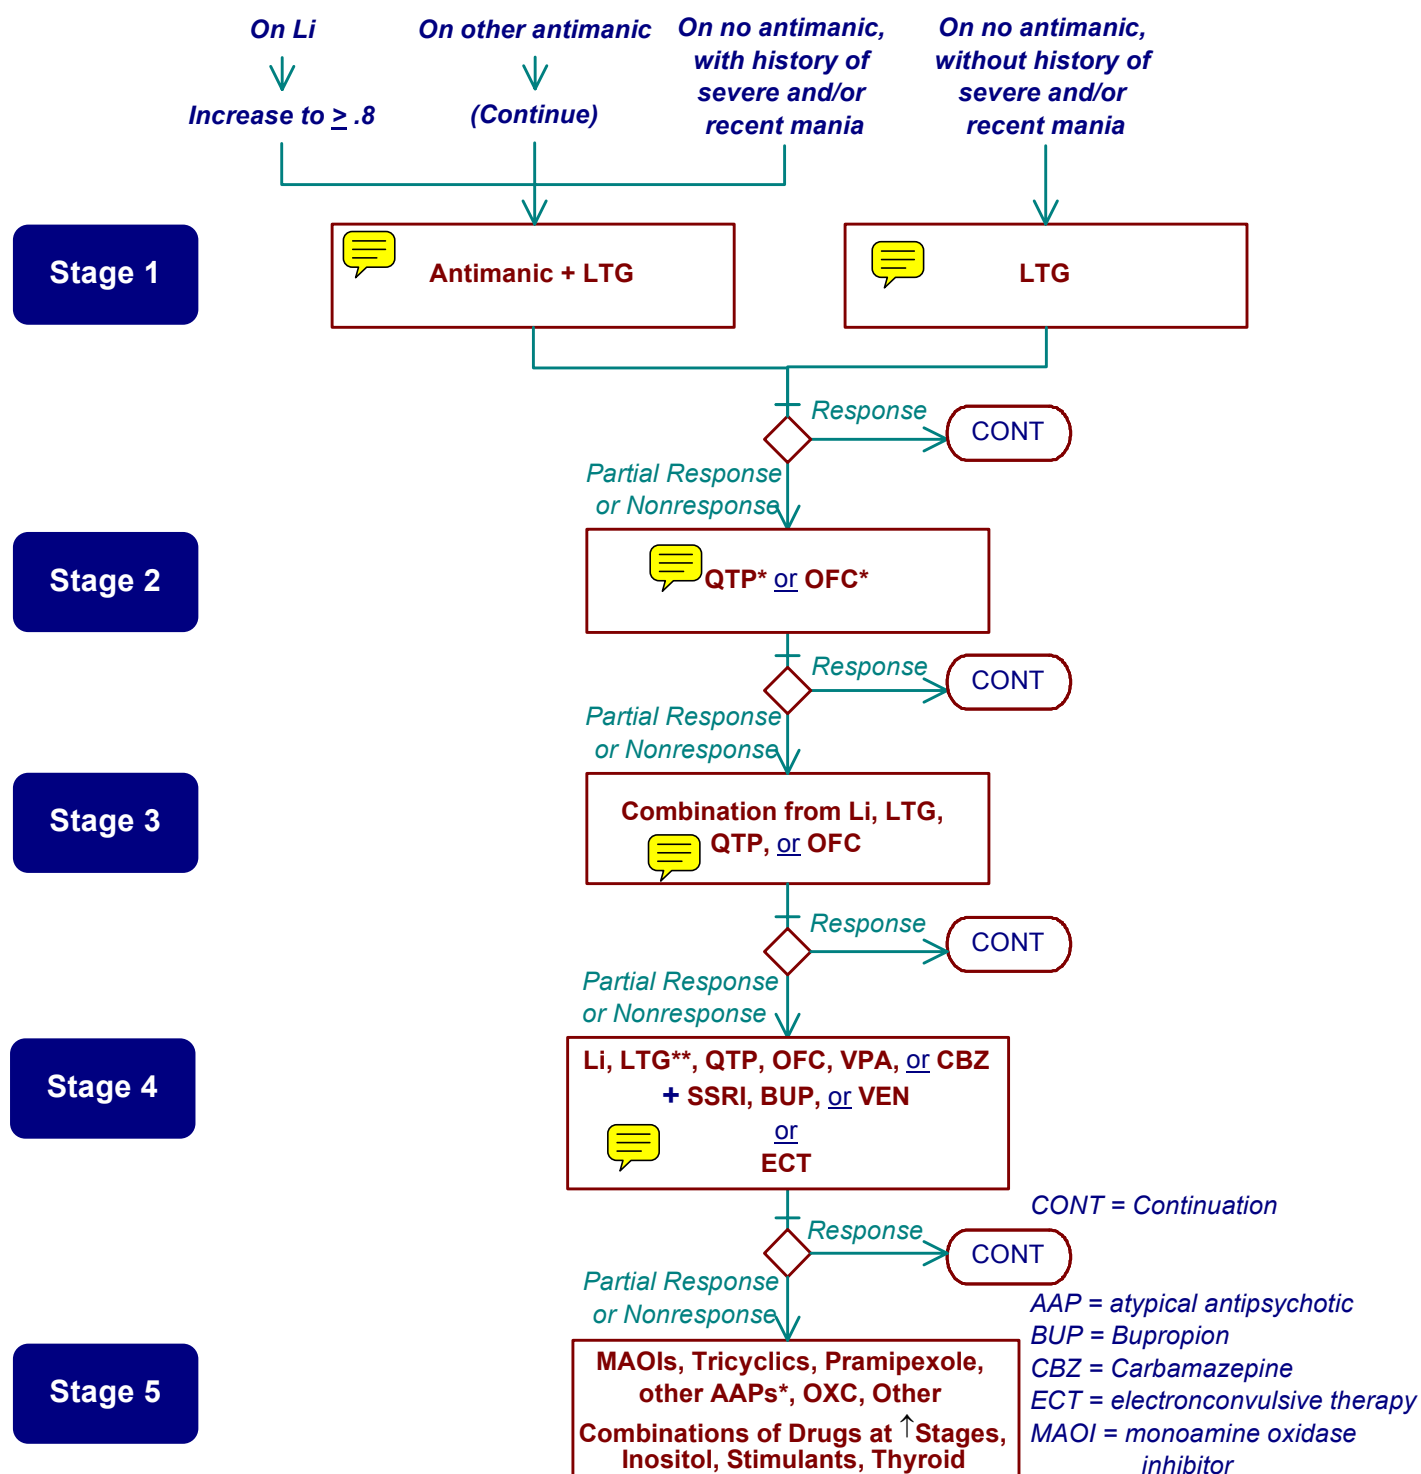 On Li
On other antimanic
On no antimanic,
with history of
severe and/or
recent mania
On no antimanic,
without history of
severe and/or
recent mania
Increase to ≥ .8
(Continue)
Stage 1
Antimanic + LTG
LTG
Response
CONT
Partial Response
or Nonresponse
Stage 2
QTP* or OFC*
Response
CONT
Partial Response
or Nonresponse
Stage 3
Combination from Li, LTG,
QTP, or OFC
Response
CONT
Partial Response
or Nonresponse
Stage 4
Li, LTG**, QTP, OFC, VPA, or CBZ
+ SSRI, BUP, or VEN
or
ECT
Response
CONT
Partial Response
or Nonresponse
Stage 5
MAOIs, Tricyclics, Pramipexole,
other AAPs*, OXC, Other
Combinations of Drugs at ↑Stages,
Inositol, Stimulants, Thyroid
CONT = Continuation
AAP = atypical antipsychotic
BUP = Bupropion
CBZ = Carbamazepine
ECT = electronconvulsive therapy
MAOI = monoamine oxidase
inhibitor